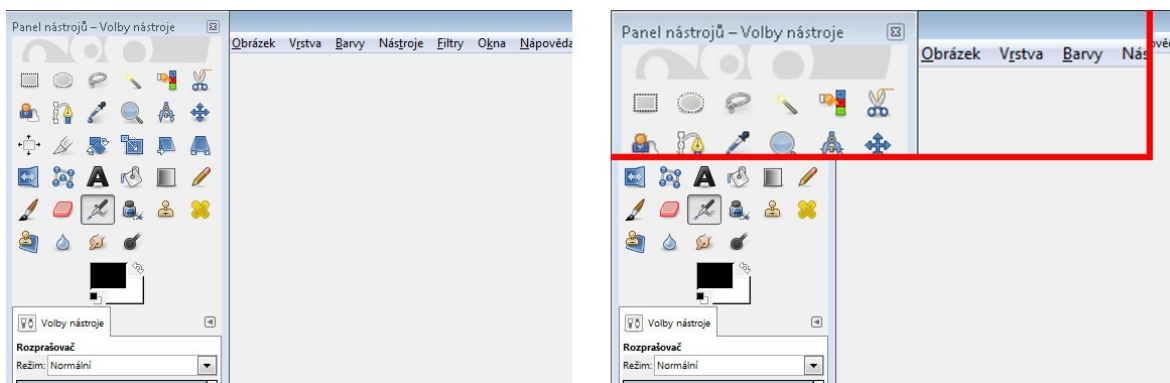 Panel nástrojů – Volby nástroje
Obrázek Vrstva Barvy Nástroje Filtry Okna Nápověda
Volby nástroje
Rozprašovač
Režim: Normální
Panel nástrojů – Volby nástroje
Obrázek Vrstva Barvy Nás
Volby nástroje
Rozprašovač
Režim: Normální